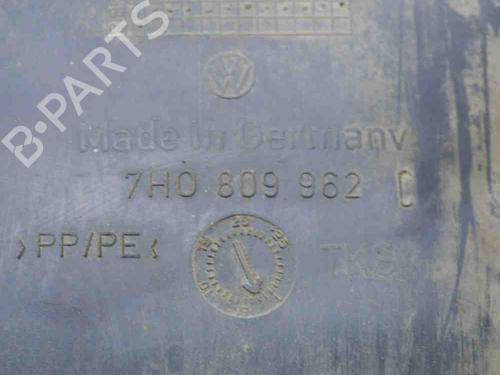 Made in Germany
7H0 809 962 C
>PP/PE<
B-PARTS